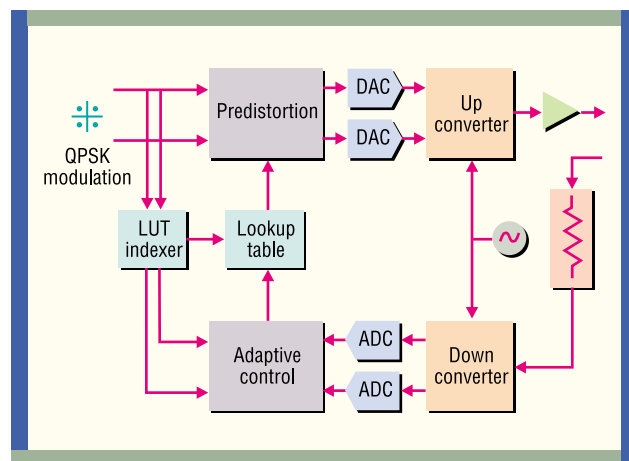 Predistortion
DAC
DAC
Up
converter
QPSK
modulation
LUT
indexer
Lookup
table
Adaptive
control
ADC
ADC
Down
converter